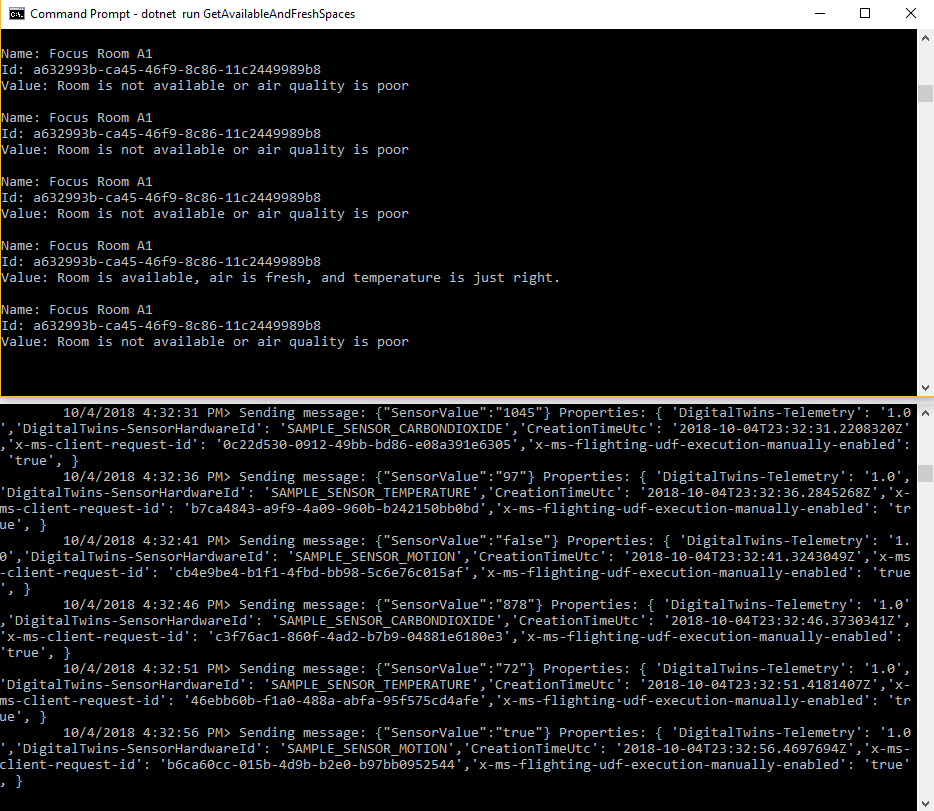 Command Prompt - dotnet  run GetAvailableAndFreshSpaces
Name: Focus Room A1
Id: a632993b-ca45-46f9-8c86-11c2449989b8
Value: Room is not available or air quality is poor
Name: Focus Room A1
Id: a632993b-ca45-46f9-8c86-11c2449989b8
Value: Room is not available or air quality is poor
Name: Focus Room A1
Id: a632993b-ca45-46f9-8c86-11c2449989b8
Value: Room is not available or air quality is poor
Name: Focus Room A1
Id: a632993b-ca45-46f9-8c86-11c2449989b8
Value: Room is available, air is fresh, and temperature is just right.
Name: Focus Room A1
Id: a632993b-ca45-46f9-8c86-11c2449989b8
Value: Room is not available or air quality is poor
10/4/2018 4:32:31 PM> Sending message: {"SensorValue":"1045"} Properties: { 'DigitalTwins-Telemetry': '1.0
','DigitalTwins-SensorHardwareId': 'SAMPLE_SENSOR_CARBONDIOXIDE','CreationTimeUtc': '2018-10-04T23:32:31.2208320Z'
,'x-ms-client-request-id': '0c22d530-0912-49bb-bd86-e08a391e6305','x-ms-flighting-udf-execution-manually-enabled':
'true', }
10/4/2018 4:32:36 PM> Sending message: {"SensorValue":"97"} Properties: { 'DigitalTwins-Telemetry': '1.0',
'DigitalTwins-SensorHardwareId': 'SAMPLE_SENSOR_TEMPERATURE','CreationTimeUtc': '2018-10-04T23:32:36.2845268Z','x-
ms-client-request-id': 'b7ca4843-a9f9-4a09-960b-b242150bb0bd','x-ms-flighting-udf-execution-manually-enabled': 'tr
ue', }
10/4/2018 4:32:41 PM> Sending message: {"SensorValue":"false"} Properties: { 'DigitalTwins-Telemetry': '1.
0','DigitalTwins-SensorHardwareId': 'SAMPLE_SENSOR_MOTION','CreationTimeUtc': '2018-10-04T23:32:41.3243049Z','x-ms
-client-request-id': 'cb4e9be4-b1f1-4fbd-bb98-5c6e76c015af','x-ms-flighting-udf-execution-manually-enabled': 'true
', }
10/4/2018 4:32:46 PM> Sending message: {"SensorValue":"878"} Properties: { 'DigitalTwins-Telemetry': '1.0'
,'DigitalTwins-SensorHardwareId': 'SAMPLE_SENSOR_CARBONDIOXIDE','CreationTimeUtc': '2018-10-04T23:32:46.3730341Z',
'x-ms-client-request-id': 'c3f76ac1-860f-4ad2-b7b9-04881e6180e3','x-ms-flighting-udf-execution-manually-enabled':
'true', }
10/4/2018 4:32:51 PM> Sending message: {"SensorValue":"72"} Properties: { 'DigitalTwins-Telemetry': '1.0',
'DigitalTwins-SensorHardwareId': 'SAMPLE_SENSOR_TEMPERATURE','CreationTimeUtc': '2018-10-04T23:32:51.4181407Z','x-
ms-client-request-id': '46ebb60b-f1a0-488a-abfa-95f575cd4afe','x-ms-flighting-udf-execution-manually-enabled': 'tr
ue', }
10/4/2018 4:32:56 PM> Sending message: {"SensorValue":"true"} Properties: { 'DigitalTwins-Telemetry': '1.0
','DigitalTwins-SensorHardwareId': 'SAMPLE_SENSOR_MOTION','CreationTimeUtc': '2018-10-04T23:32:56.4697694Z','x-ms-
client-request-id': 'b6ca60cc-015b-4d9b-b2e0-b97bb0952544','x-ms-flighting-udf-execution-manually-enabled': 'true'
, }